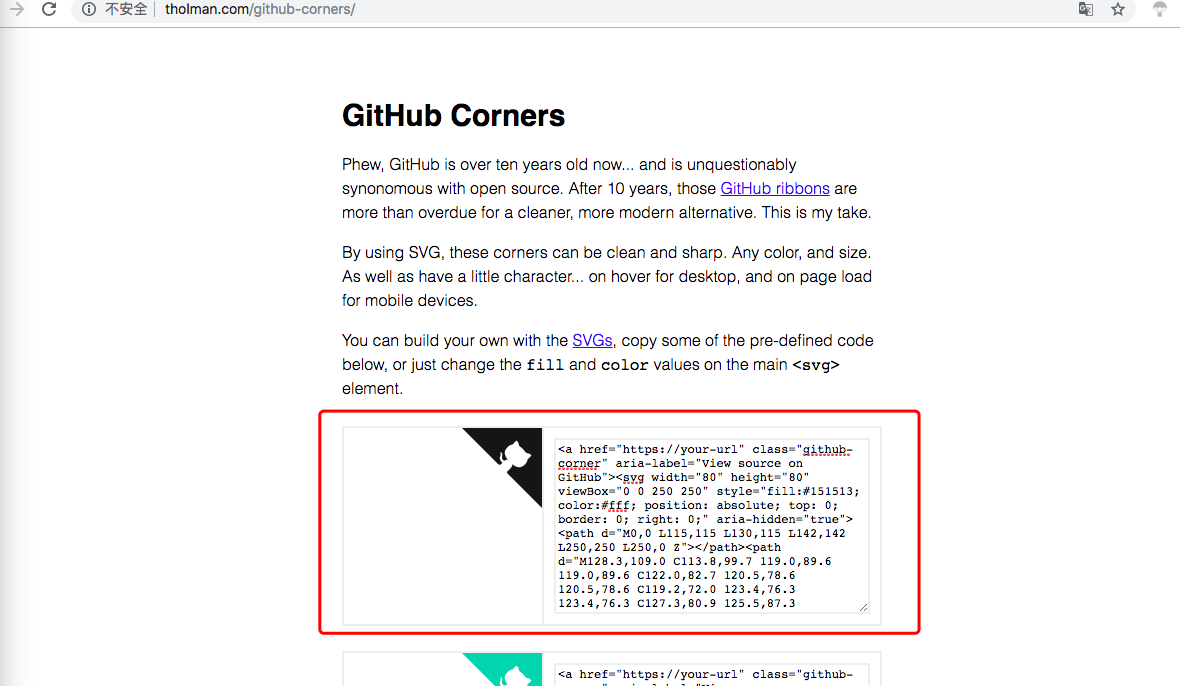 不安全 tholman.com/github-corners/
GitHub Corners
Phew, GitHub is over ten years old now... and is unquestionably
synonomous with open source. After 10 years, those GitHub ribbons are
more than overdue for a cleaner, more modern alternative. This is my take.
By using SVG, these corners can be clean and sharp. Any color, and size.
As well as have a little character... on hover for desktop, and on page load
for mobile devices.
You can build your own with the SVGs, copy some of the pre-defined code
below, or just change the fill and color values on the main <svg>
element.
<a href="https://your-url" class="github-
corner" aria-label="View source on
GitHub"><svg width="80" height="80"
viewBox="0 0 250 250" style="fill:#151513;
color:#fff; position: absolute; top: 0;
border: 0; right: 0;" aria-hidden="true">
<path d="M0,0 L115,115 L130,115 L142,142
L250,250 L250,0 Z"></path><path
d="M128.3,109.0 C113.8,99.7 119.0,89.6
119.0,89.6 C122.0,82.7 120.5,78.6
120.5,78.6 C119.2,72.0 123.4,76.3
123.4,76.3 C127.3,80.9 125.5,87.3
<a href="https://your-url" class="github-